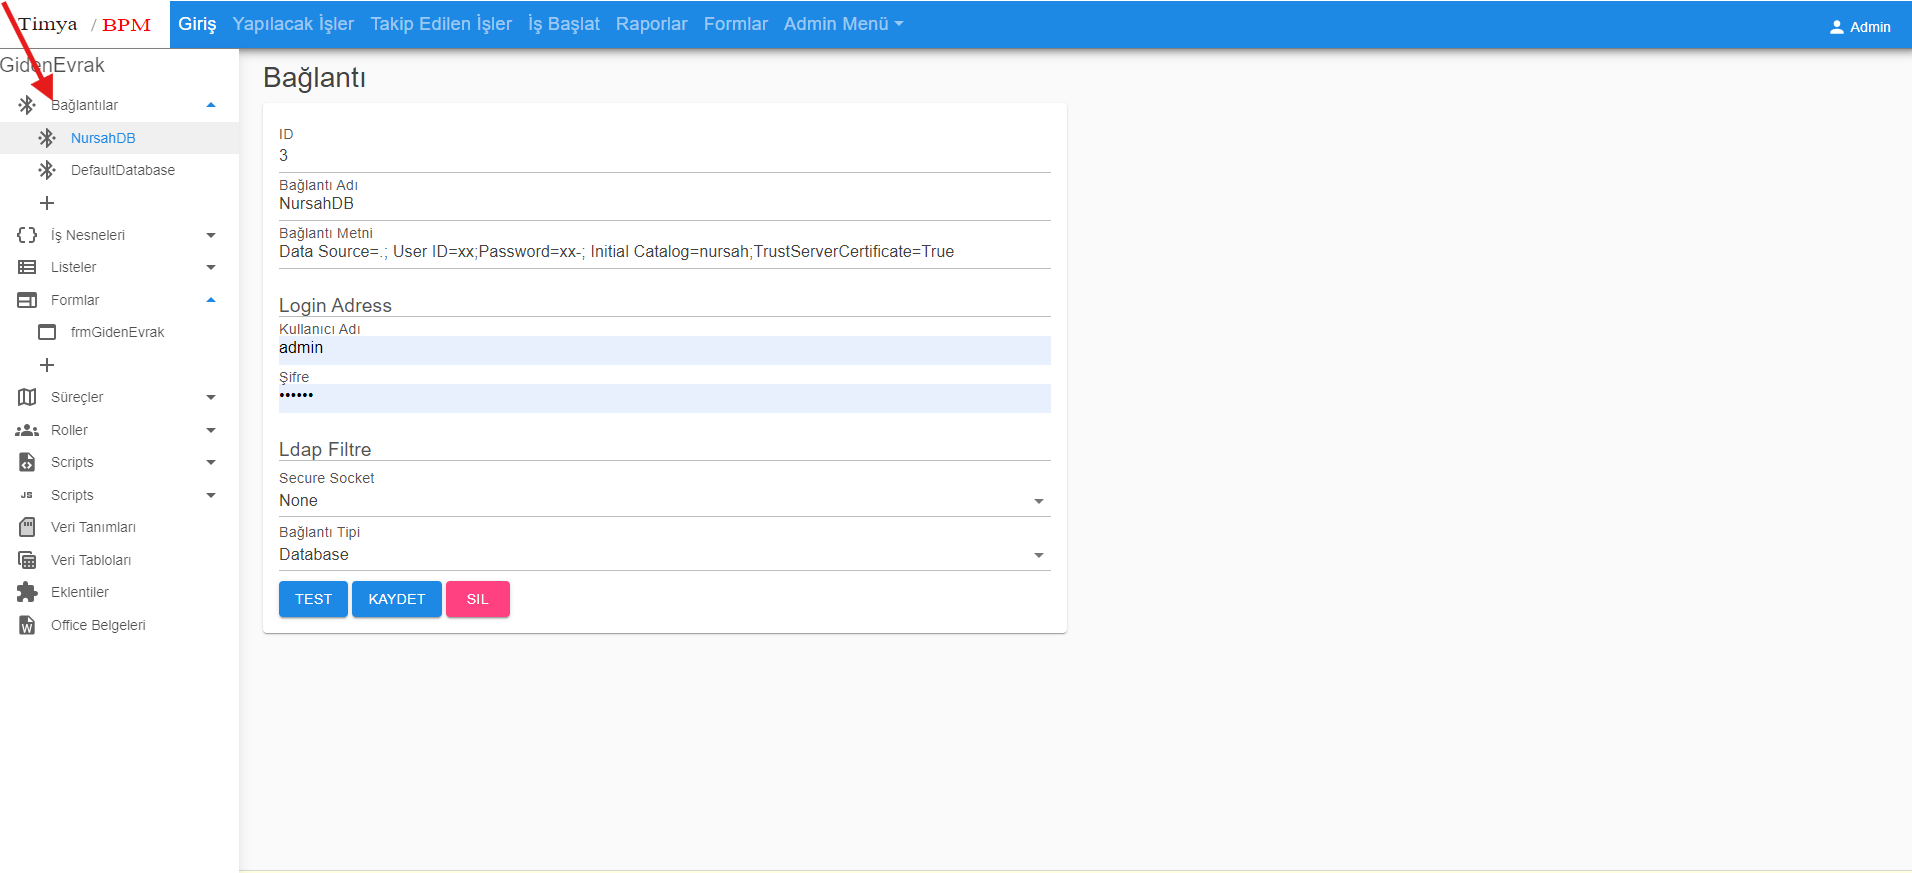 Timya / BPM
Giriş Yapılacak İşler Takip Edilen İşler İş Başlat Raporlar Formlar Admin Menü
Admin
GidenEvrak
Bağlantılar
NursahDB
DefaultDatabase
İş Nesneleri
Listeler
Formlar
frmGidenEvrak
Süreçler
Roller
Scripts
JS Scripts
Veri Tanımları
Veri Tabloları
Eklentiler
W Office Belgeleri
Bağlantı
ID
3
Bağlantı Adı
NursahDB
Bağlantı Metni
Data Source=.; User ID=xx;Password=xx-; Initial Catalog=nursah;TrustServerCertificate=True
Login Adress
Kullanıcı Adı
admin
Şifre
••••••
Ldap Filtre
Secure Socket
None
Bağlantı Tipi
Database
TEST KAYDET SIL